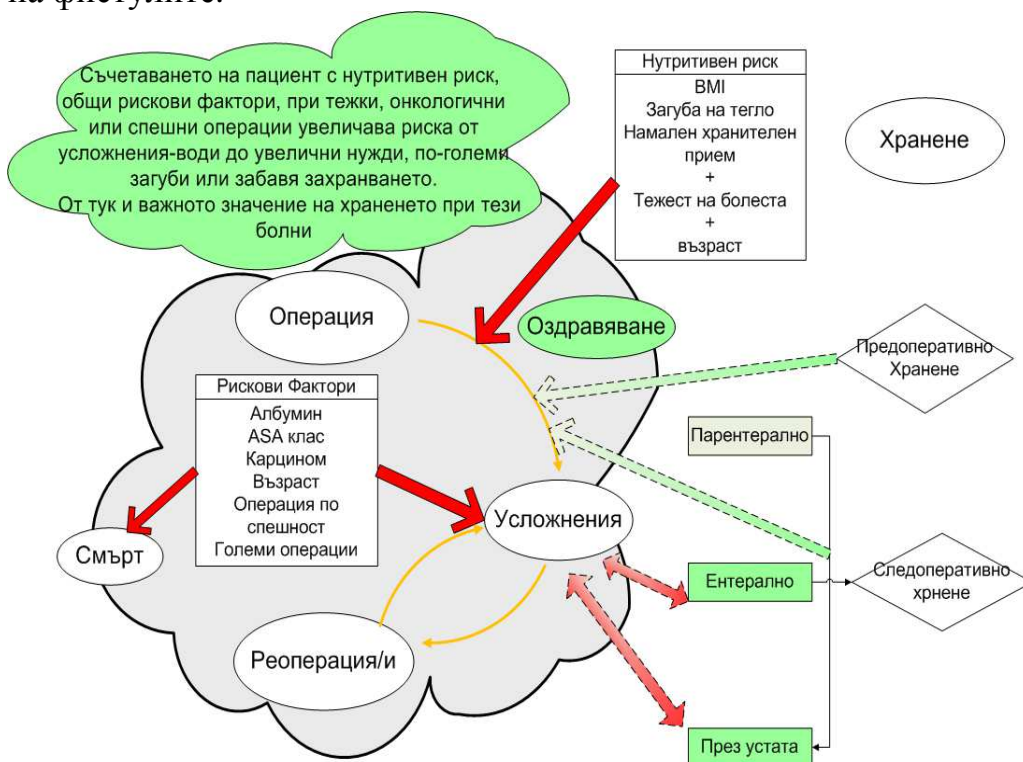 на фистулите.
Съчетаването на пациент с нутритивен риск,
общи рискови фактори, при тежки, онкологични
или спешни операции увеличава риска от
усложнения-води до увелични нужди, по-големи
загуби или забавя захранването.
От тук и важното значение на храненето при тези
болни
Нутритивен риск
BMI
Загуба на тегло
Намален хранителен
прием
+
Тежест на болеста
+
възраст
Хранене
Операция
Оздравяване
Предоперативно
Хранене
Рискови Фактори
Албумин
ASA клас
Карцином
Възраст
Операция по
спешност
Големи операции
Парентерално
Усложнения
Смърт
Ентерално
Следоперативно
хрнене
Реоперация/и
През устата